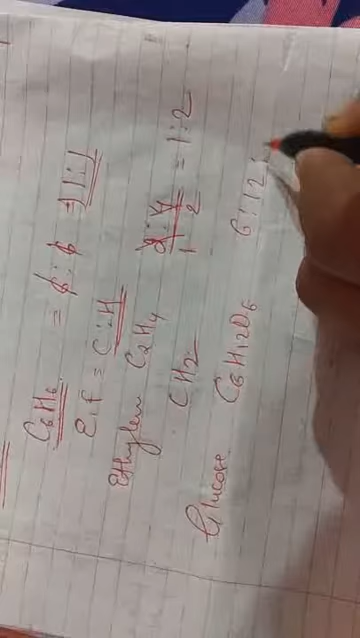 C6H6 = 6:6 = 1:1
E.F = C:H
Ethylene C2H4 2:4 = 1:2
1 2
CH2
Glucose C6H12O6 6:12: